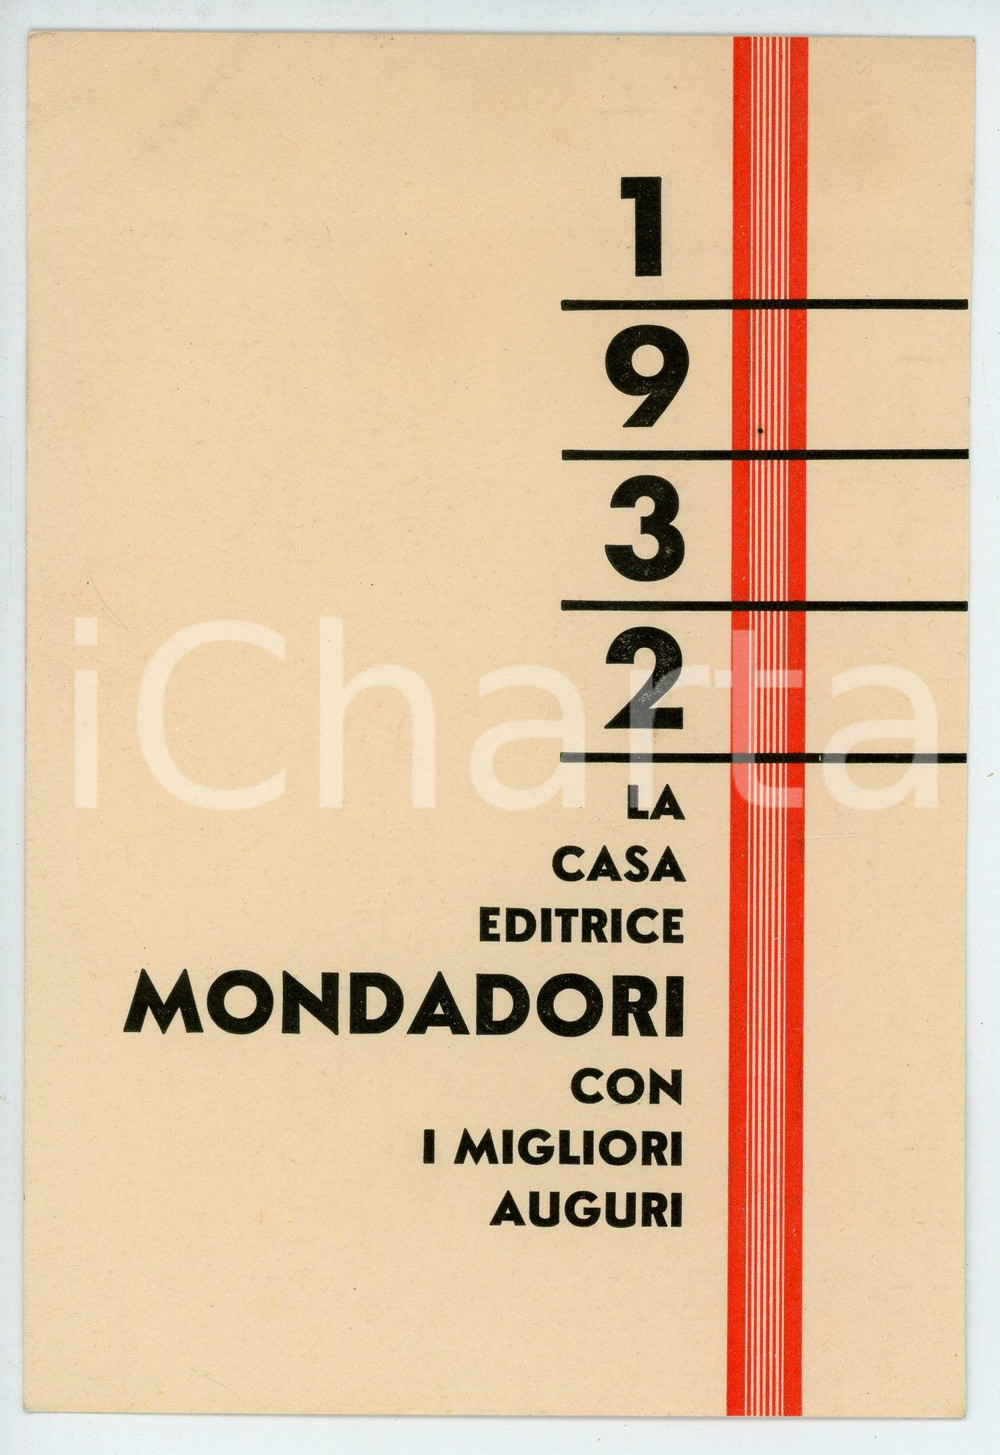 1
9
3
2
iCharta
LA
CASA
EDITRICE
MONDADORI
CON
I MIGLIORI
AUGURI